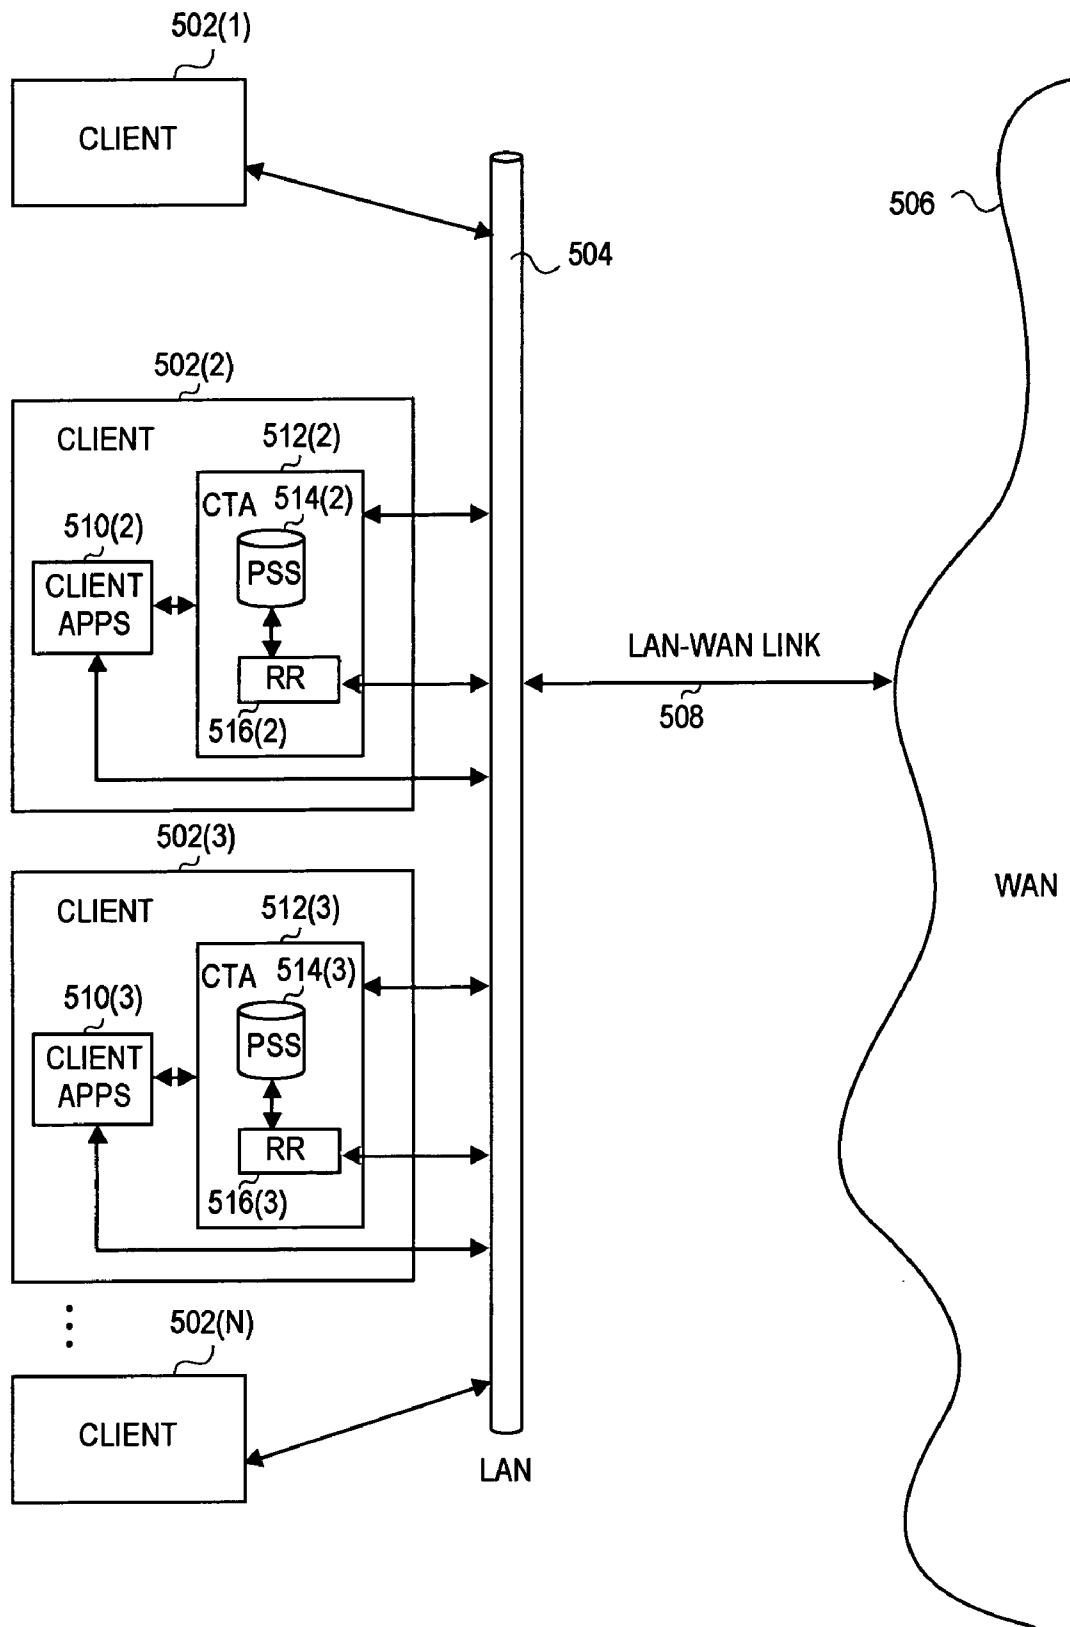 502(1)
CLIENT
506
504
502(2)
CLIENT
512(2)
CTA
514(2)
510(2)
PSS
CLIENT
APPS
RR
516(2)
LAN-WAN LINK
508
502(3)
CLIENT
WAN
512(3)
CTA
514(3)
510(3)
PSS
CLIENT
APPS
RR
516(3)
502(N)
CLIENT
LAN